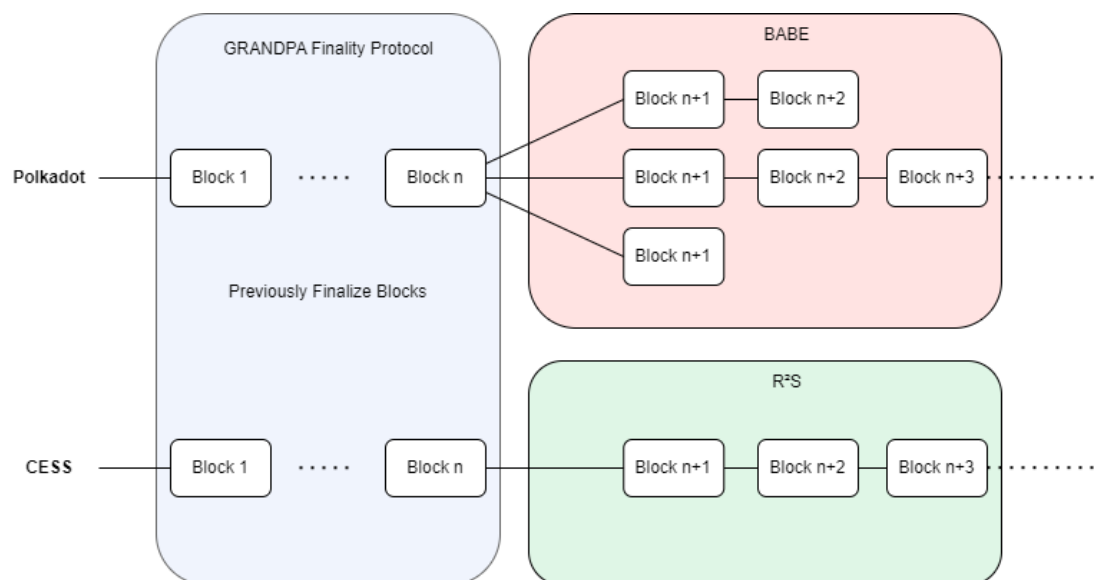 GRANDPA Finality Protocol
BABE
Block n+1
Block n+2
Polkadot
Block 1
.....
Block n
Block n+1
Block n+2
Block n+3
Block n+1
Previously Finalize Blocks
R²S
CESS
Block 1
.....
Block n
Block n+1
Block n+2
Block n+3